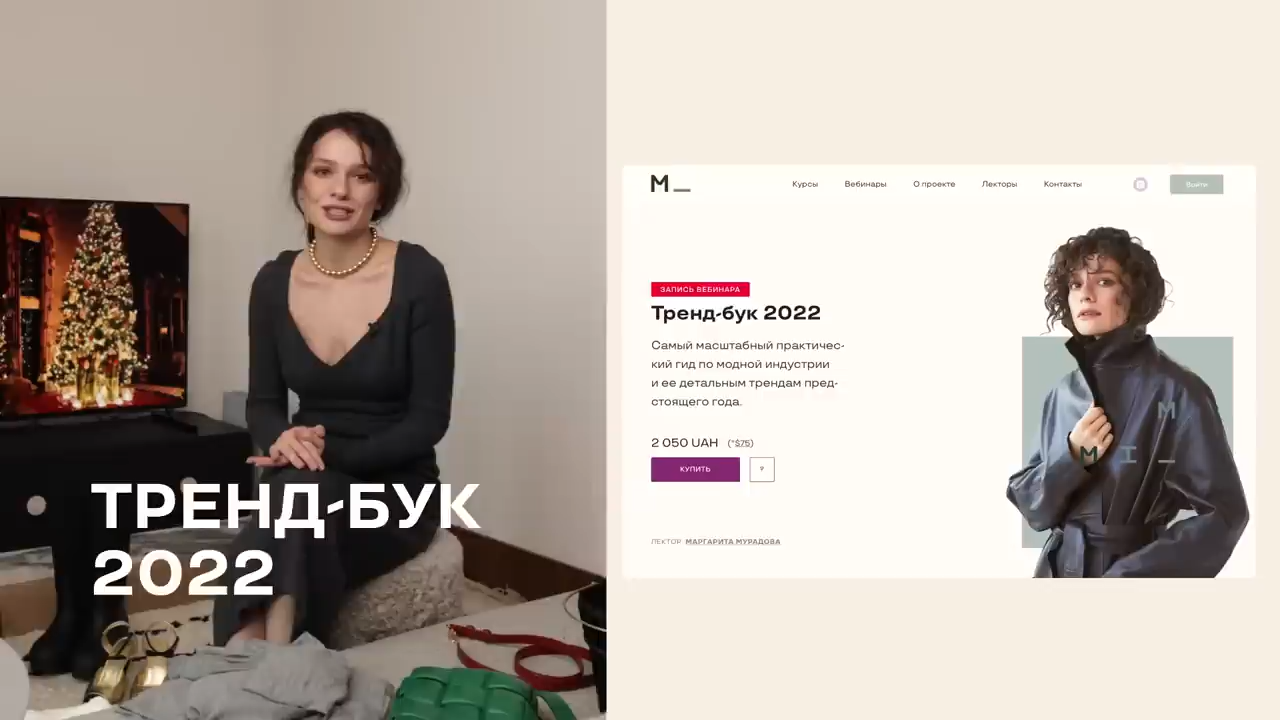 ТРЕНД-БУК
2022
М_
Курсы
Вебинары
О проекте
Лекторы
Контакты
Выйти
ЗАПИСЬ ВЕБИНАРА
Тренд-бук 2022
Самый масштабный практичес-
кий гид по модной индустрии
и ее детальным трендам пред-
стоящего года.
2 050 UAH (~$75)
КУПИТЬ
?
ЛЕКТОР МАРГАРИТА МУРАДОВА
M
M I _